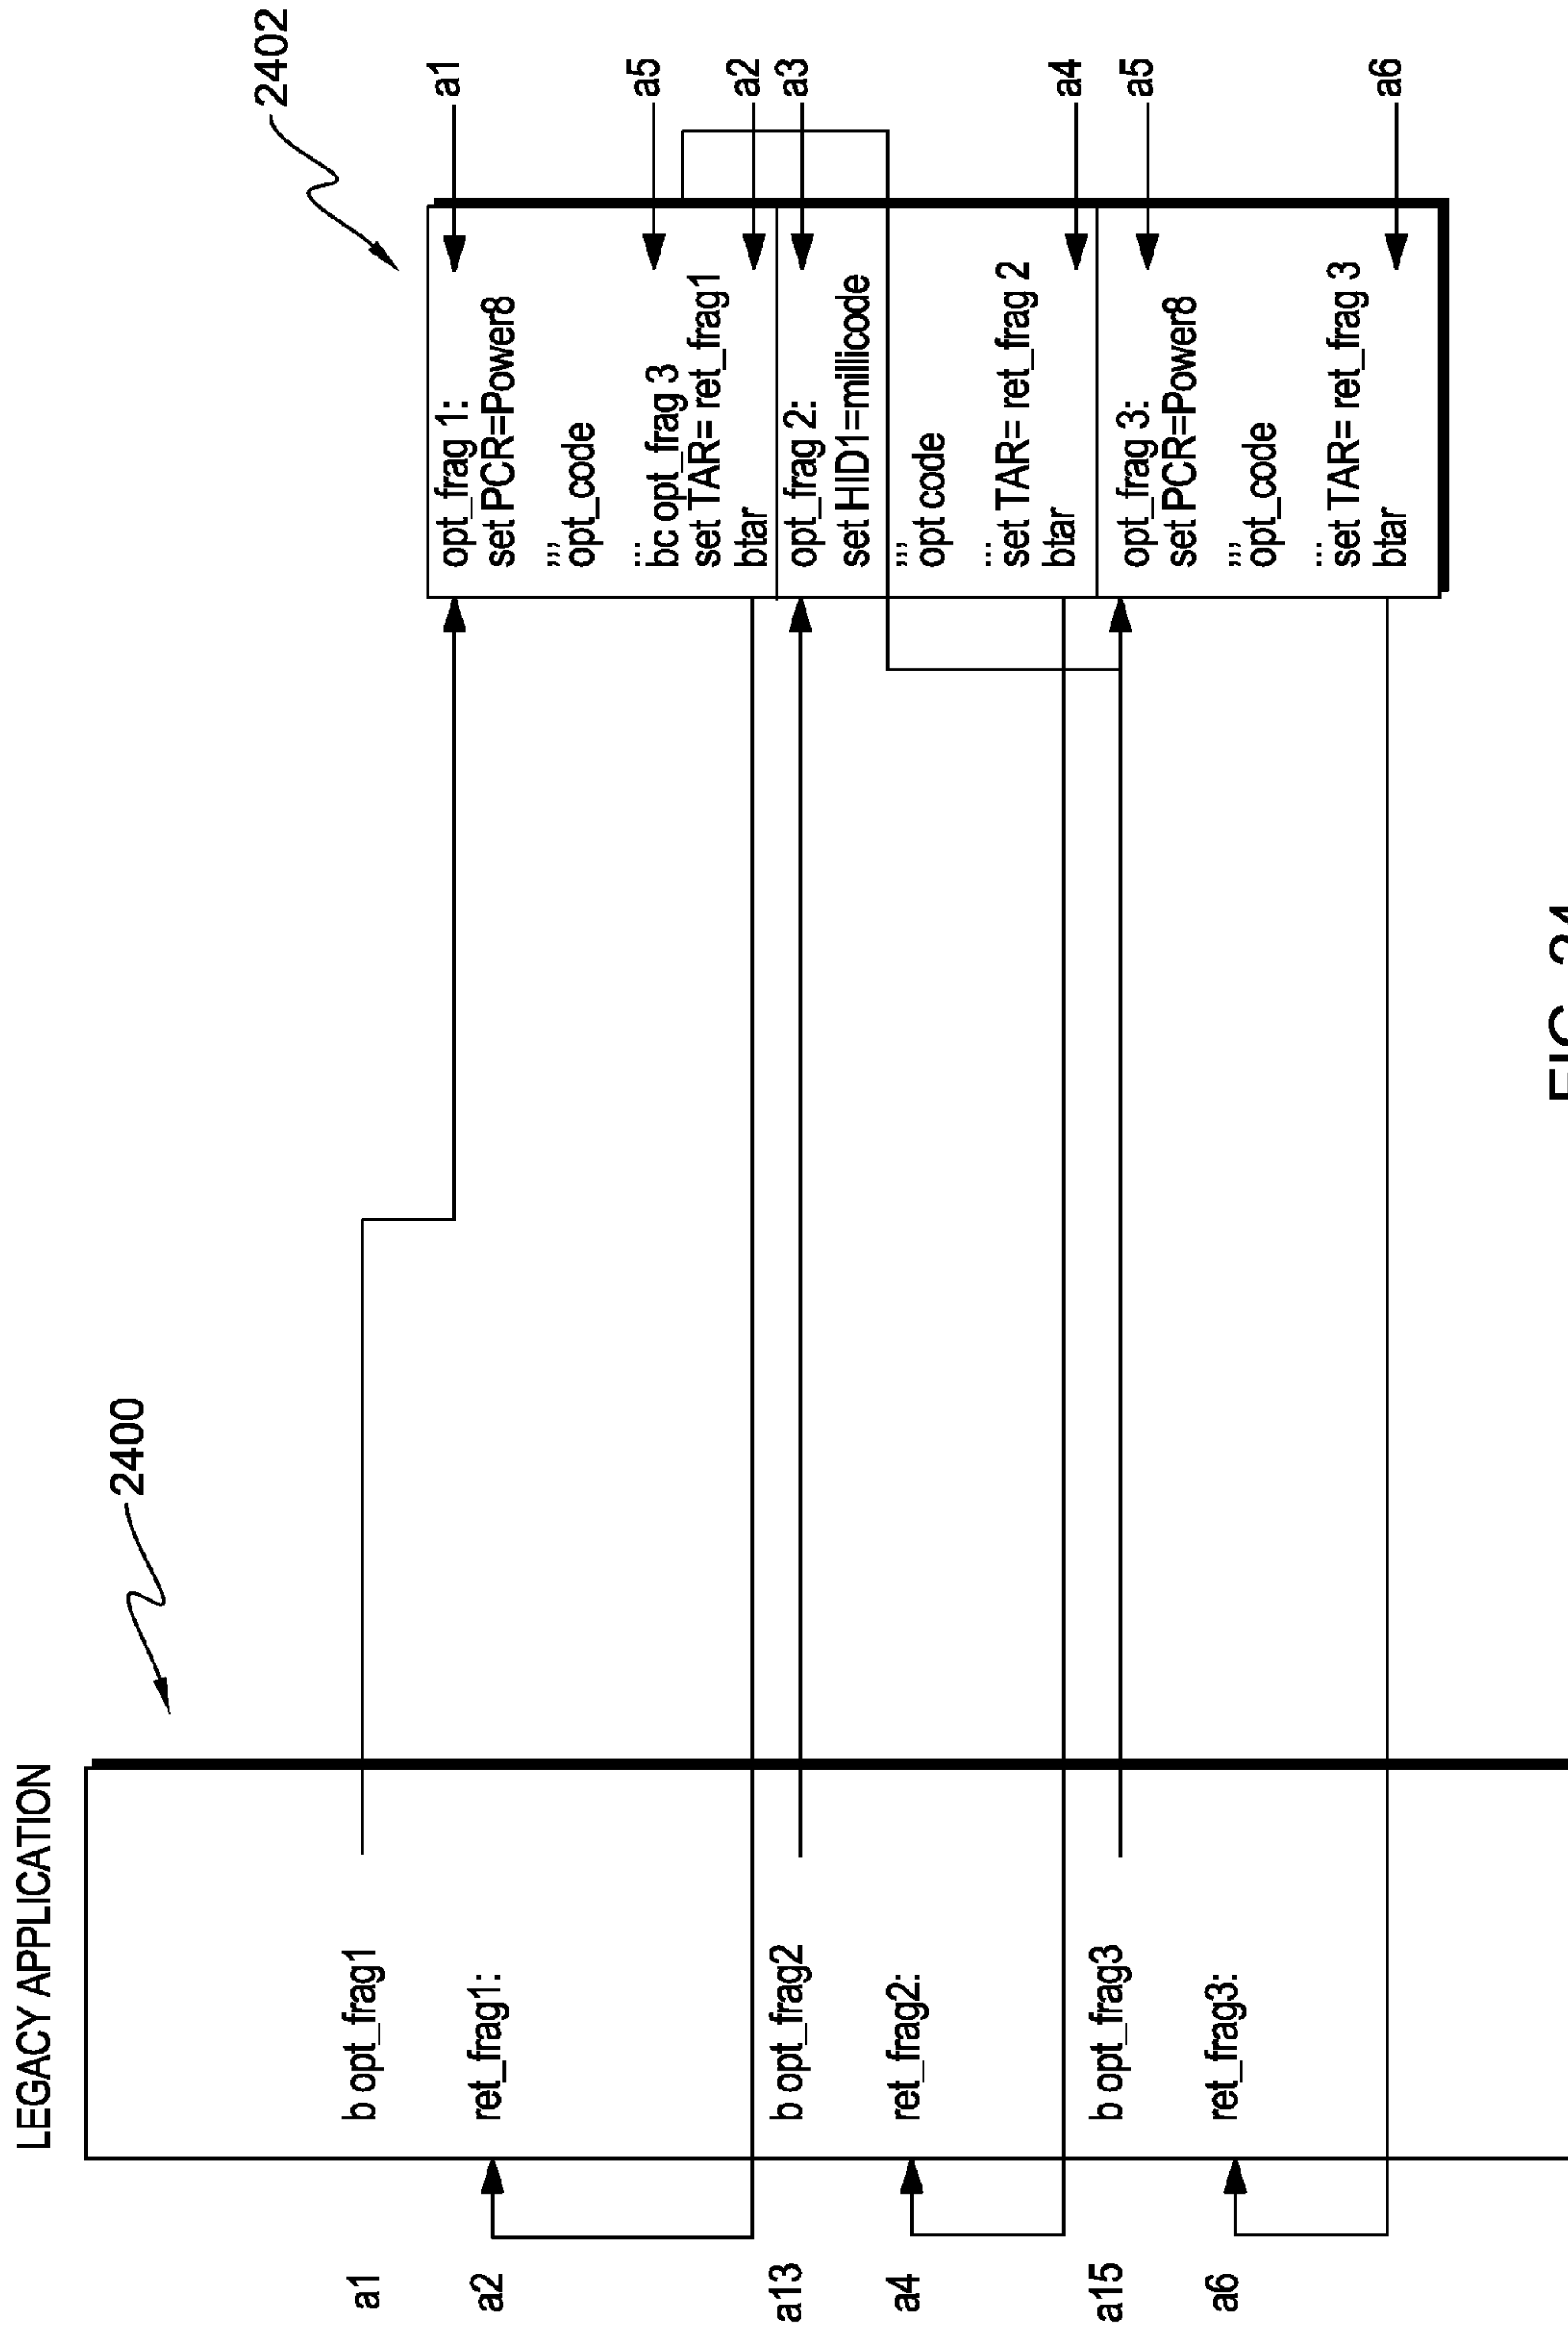 LEGACY APPLICATION
2400
a1
b opt_frag1
a2
ret_frag1:
a13
b opt_frag2
a4
ret_frag2:
a15
b opt_frag3
a6
ret_frag3:
2402
opt_frag 1:
a1
set PCR=Power8
,,,
opt_code
...
a5
bc opt_frag 3
set TAR= ret_frag1
btar
a2
opt_frag 2:
a3
set HID1=millicode
,,,
opt code
...
set TAR= ret_frag 2
btar
a4
opt_frag 3:
a5
set PCR=Power8
,,,
opt_code
...
set TAR= ret_frag 3
btar
a6